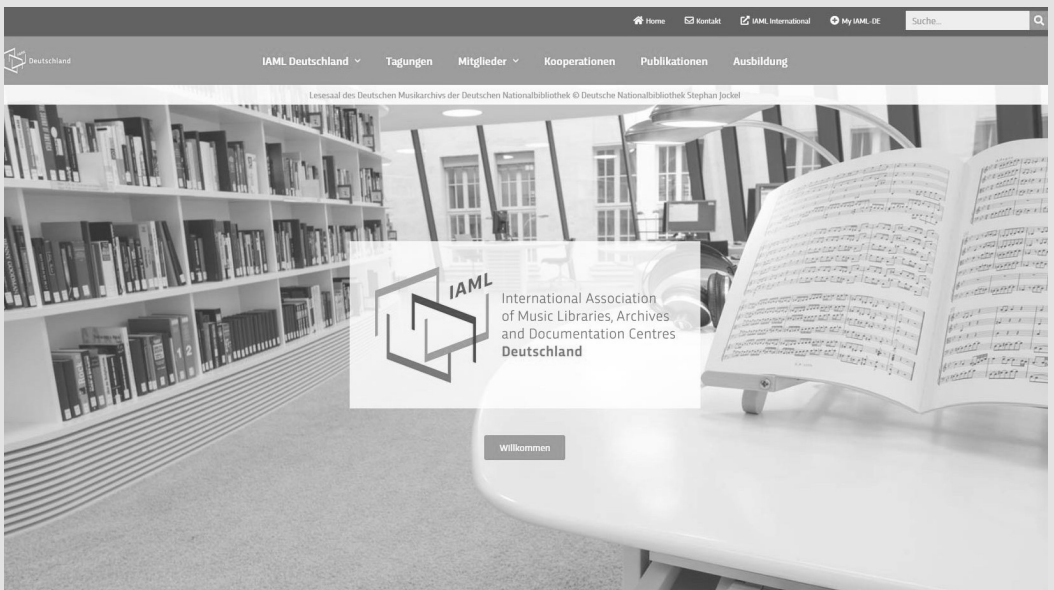 Home Kontakt IAML International My IAML-DE Suche...
Deutschland IAML Deutschland Tagungen Mitglieder Kooperationen Publikationen Ausbildung
Lesesaal des Deutschen Musikarchivs der Deutschen Nationalbibliothek © Deutsche Nationalbibliothek Stephan Jockel
IAML
International Association
of Music Libraries, Archives
and Documentation Centres
Deutschland
Willkommen